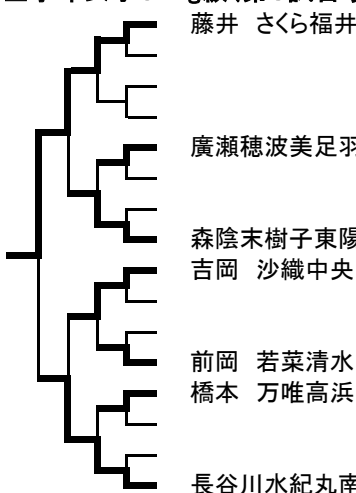 藤井 さくら福井
廣瀬穂波美足羽
森陰末樹子東陽
吉岡 沙織中央
前岡 若菜清水
橋本 万唯高浜
長谷川水紀丸南